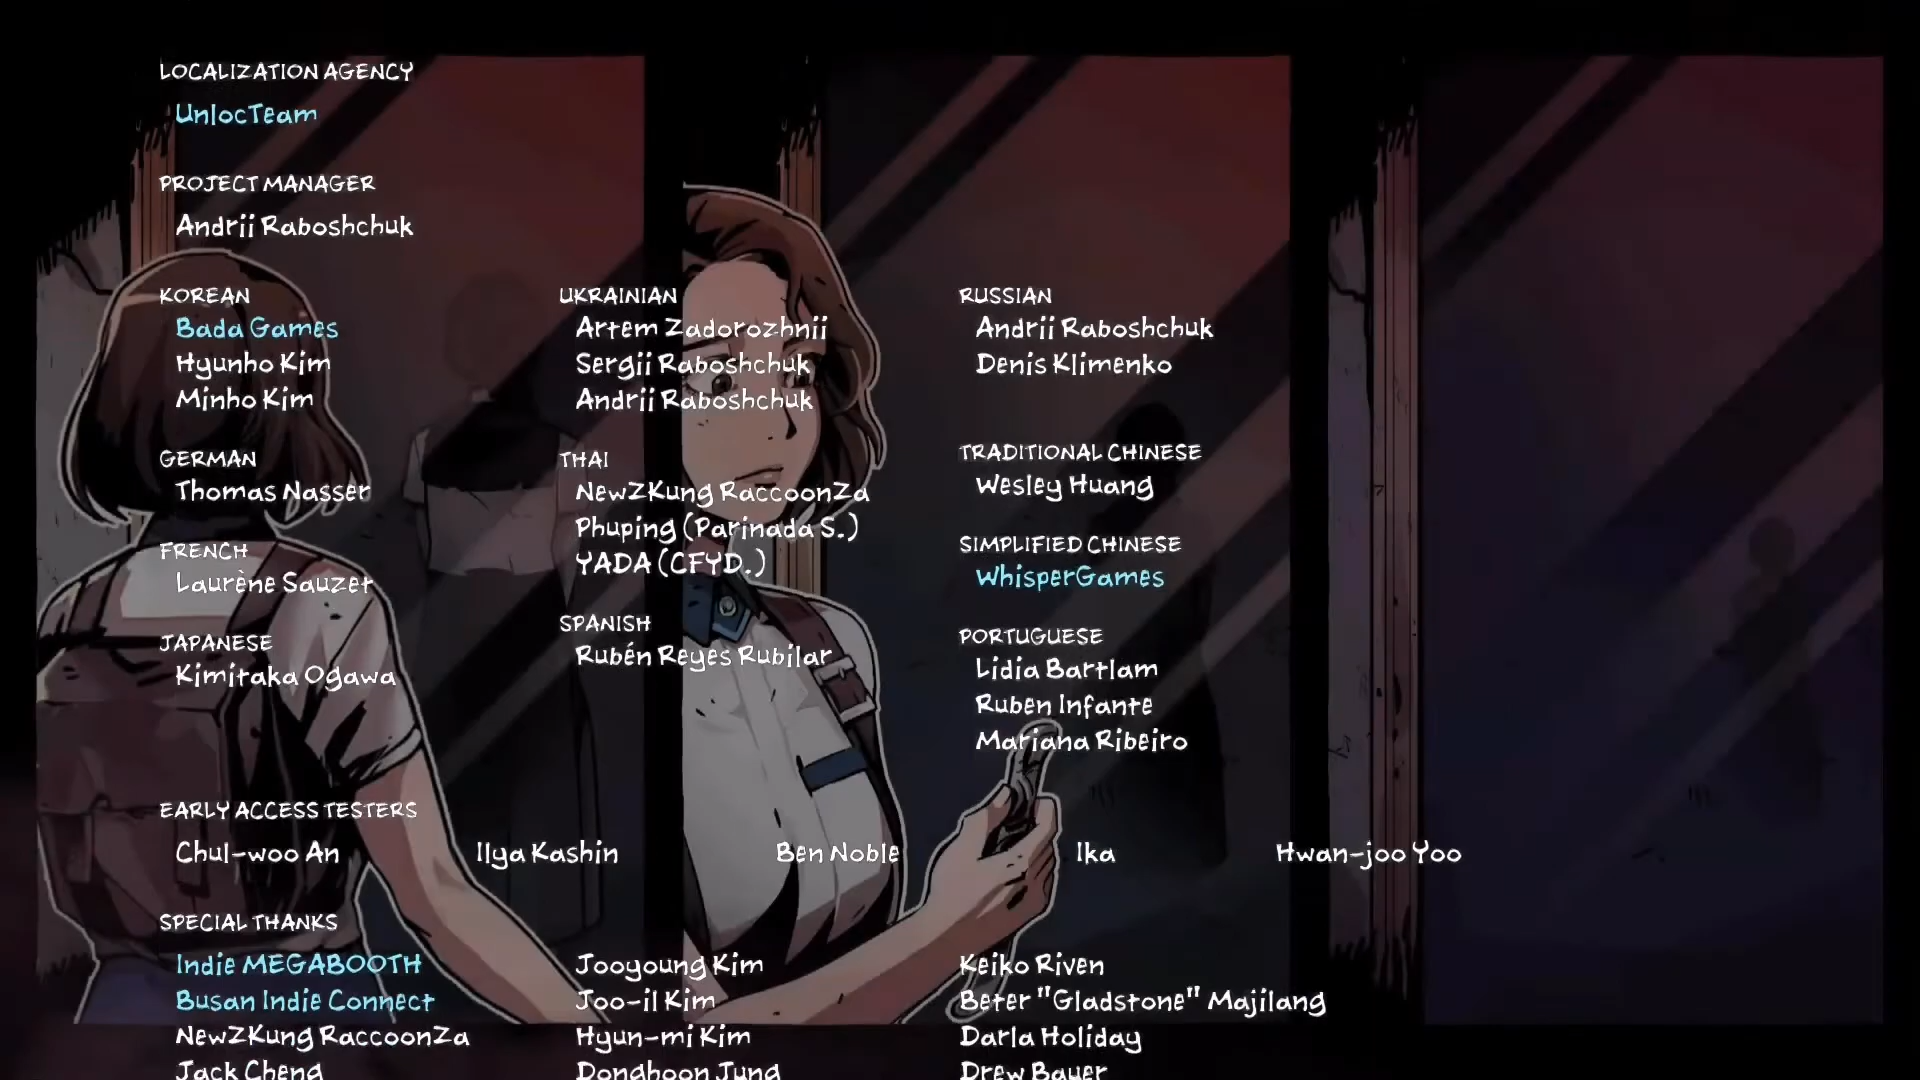 LOCALIZATION AGENCY
UnlocTeam
PROJECT MANAGER
Andrii Raboshchuk
KOREAN
Bada Games
Hyunho Kim
Minho Kim
GERMAN
Thomas Nasser
FRENCH
Laurène Sauzet
JAPANESE
Kimitaka Ogawa
UKRAINIAN
Artem Zadorozhnii
Sergii Raboshchuk
Andrii Raboshchuk
THAI
NewZKung RaccoonZa
Phuping (Parinada S.)
YADA (CFYD.)
SPANISH
Rubén Reyes Rubilar
RUSSIAN
Andrii Raboshchuk
Denis Klimenko
TRADITIONAL CHINESE
Wesley Huang
SIMPLIFIED CHINESE
WhisperGames
PORTUGUESE
Lidia Bartlam
Ruben Infante
Mariana Ribeiro
EARLY ACCESS TESTERS
Chul-woo An Ilya Kashin Ben Noble Ika Hwan-joo Yoo
SPECIAL THANKS
Indie MEGABOOTH
Busan Indie Connect
NewZKung RaccoonZa
Jack Cheng
Jooyoung Kim
Joo-il Kim
Hyun-mi Kim
Donghoon Jung
Keiko Riven
Beter "Gladstone" Majilang
Darla Holiday
Drew Bauer